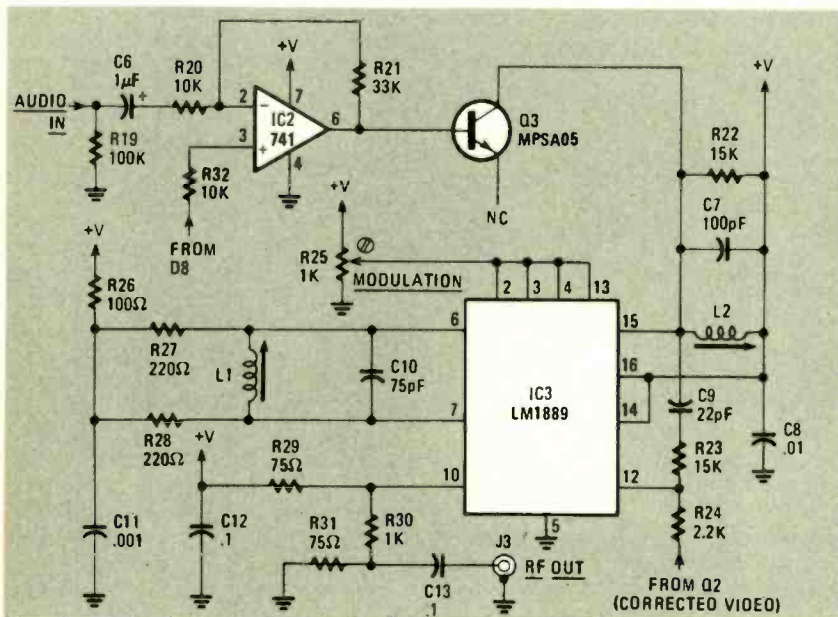 C6
1µF
AUDIO
IN
R19
100K
R20
10K
+V
R21
33K
2
7
IC2
741
6
3
4
R32
10K
FROM
D8
Q3
MPSA05
NC
+V
R22
15K
C7
100pF
+V
R25
1K
MODULATION
2
3
4
13
+V
R26
100Ω
R27
220Ω
L1
C10
75pF
6
7
R28
220Ω
IC3
LM1889
15
L2
16
14
C9
22pF
C8
.01
R23
15K
+V
R29
75Ω
10
12
R24
2.2K
C11
.001
C12
.1
R31
75Ω
R30
1K
5
J3
RF OUT
C13
.1
FROM Q2
(CORRECTED VIDEO)